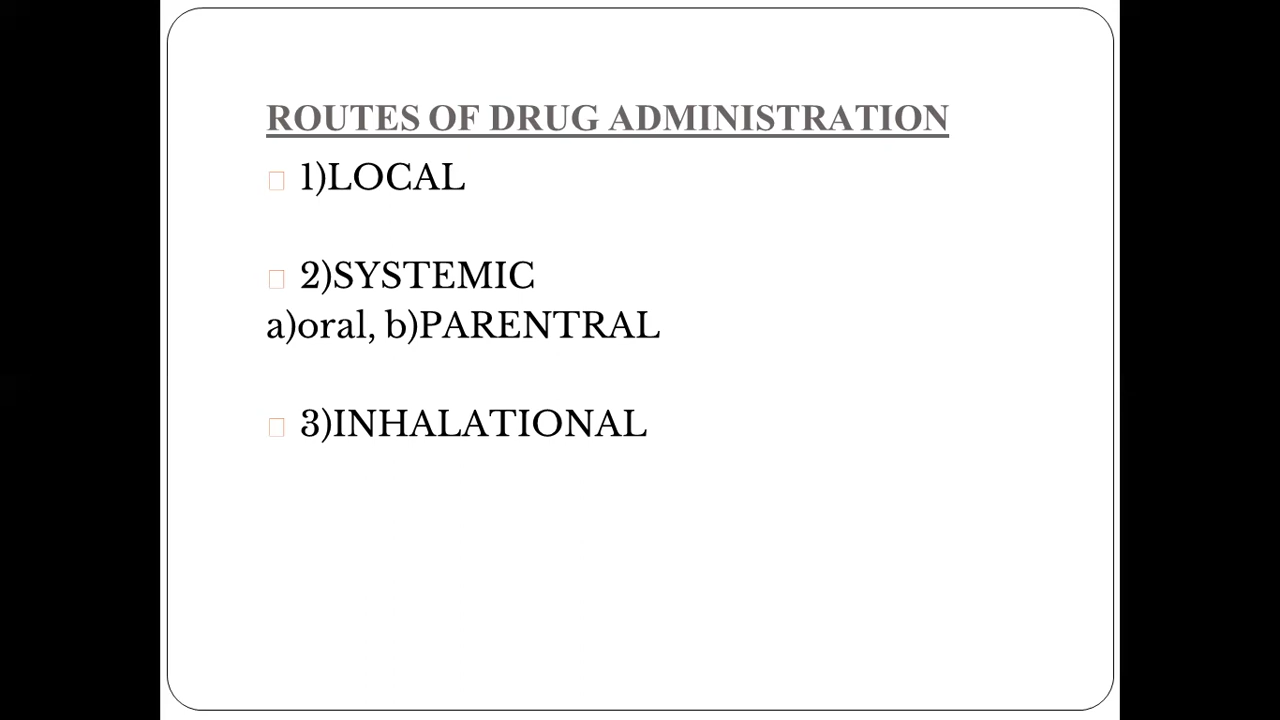 ROUTES OF DRUG ADMINISTRATION
1)LOCAL
2)SYSTEMIC
a)oral, b)PARENTRAL
3)INHALATIONAL